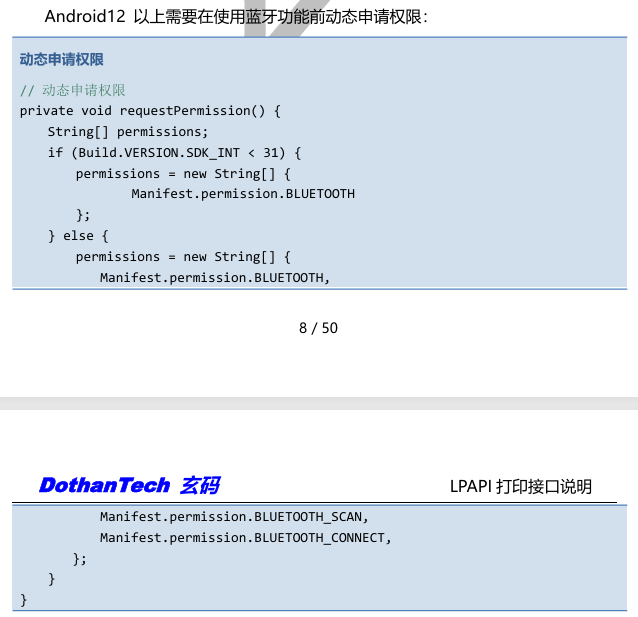 Android12 以上需要在使用蓝牙功能前动态申请权限：
动态申请权限
// 动态申请权限
private void requestPermission() {
String[] permissions;
if (Build.VERSION.SDK_INT < 31) {
permissions = new String[] {
Manifest.permission.BLUETOOTH
};
} else {
permissions = new String[] {
Manifest.permission.BLUETOOTH,
8 / 50
DothanTech 玄码
LPAPI 打印接口说明
Manifest.permission.BLUETOOTH_SCAN,
Manifest.permission.BLUETOOTH_CONNECT,
};
}
}